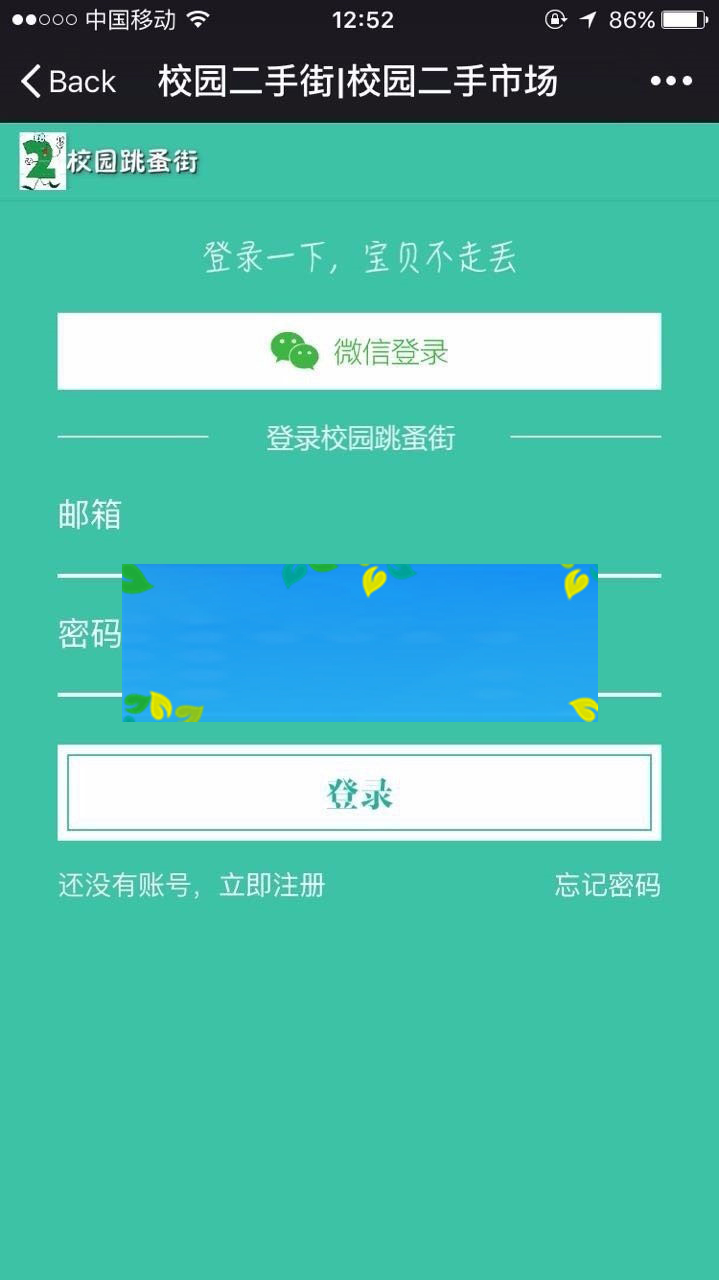 中国移动 12:52 86%
Back 校园二手街|校园二手市场
2 校园跳蚤街
登录一下，宝贝不走丢
微信登录
登录校园跳蚤街
邮箱
密码
登录
还没有账号，立即注册 忘记密码